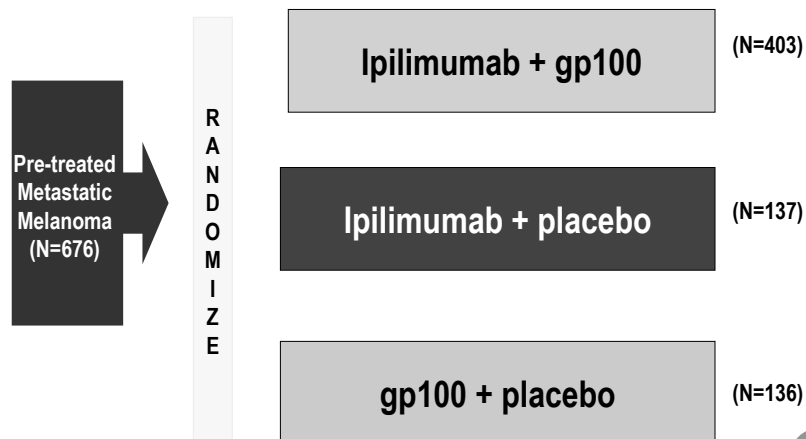 Pre-treated
Metastatic
Melanoma
(N=676)
R
A
N
D
O
M
I
Z
E
Ipilimumab + gp100
(N=403)
Ipilimumab + placebo
(N=137)
gp100 + placebo
(N=136)